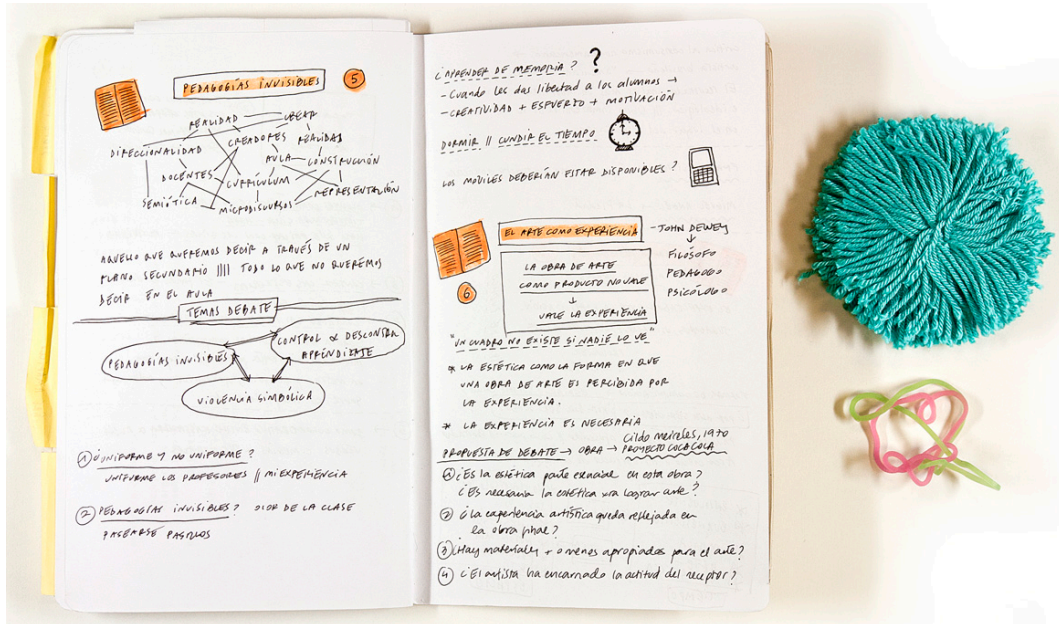 PEDAGOGÍAS INVISIBLES 5
REALIDAD CREAR
DIRECCIONALIDAD CREADORES REALIDAD
AULA CONSTRUCCIÓN
DOCENTES CURRÍCULUM
SEMIÓTICA MICRODISCURSOS REPRESENTACIÓN
AQUELLO QUE QUEREMOS DECIR A TRAVÉS DE UN
PLANO SECUNDARIO |||| TODO LO QUE NO QUEREMOS
DECIR EN EL AULA
TEMAS DEBATE
PEDAGOGÍAS INVISIBLES
CONTROL & DESCONTROL
APRENDIZAJE
VIOLENCIA SIMBÓLICA
1 ¿UNIFORME Y NO UNIFORME?
UNIFORME LOS PROFESORES // MI EXPERIENCIA
2 PEDAGOGÍAS INVISIBLES? OLOR DE LA CLASE
PASEARSE PASILLOS
¿APRENDER DE MEMORIA? ?
- Cuando les das libertad a los alumnos →
- CREATIVIDAD + ESFUERZO + MOTIVACIÓN
DORMIR // CUNDIR EL TIEMPO
LOS MOVILES DEBERÍAN ESTAR DISPONIBLES?
EL ARTE COMO EXPERIENCIA - JOHN DEWEY
↓
FILÓSOFO
PEDAGOGO
PSICÓLOGO
6
LA OBRA DE ARTE
COMO PRODUCTO NO VALE
↓
VALE LA EXPERIENCIA
"UN CUADRO NO EXISTE SI NADIE LO VE"
* LA ESTÉTICA COMO LA FORMA EN QUE
UNA OBRA DE ARTE ES PERCIBIDA POR
LA EXPERIENCIA.
* LA EXPERIENCIA ES NECESARIA
Cildo meireles, 1970
PROPUESTA DE DEBATE → OBRA → PROYECTO COCA COLA
1 ¿Es la estética parte esencial en esta obra?
¿Es necesaria la estética xra lograr arte?
2 ¿la experiencia artística queda reflejada en
la obra final?
3 ¿Hay materiales + o menos apropiados para el arte?
4 ¿El artista ha encarnado la actitud del receptor?